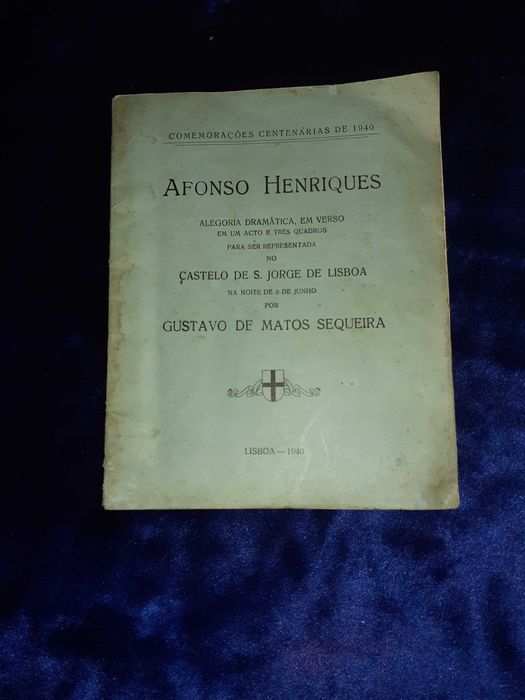 COMEMORAÇÕES CENTENÁRIAS DE 1940
AFONSO HENRIQUES
ALEGORIA DRAMÁTICA, EM VERSO
EM UM ACTO E TRÊS QUADROS
PARA SER REPRESENTADA
NO
CASTELO DE S. JORGE DE LISBOA
NA NOITE DE 9 DE JUNHO
POR
GUSTAVO DE MATOS SEQUEIRA
LISBOA — 1940